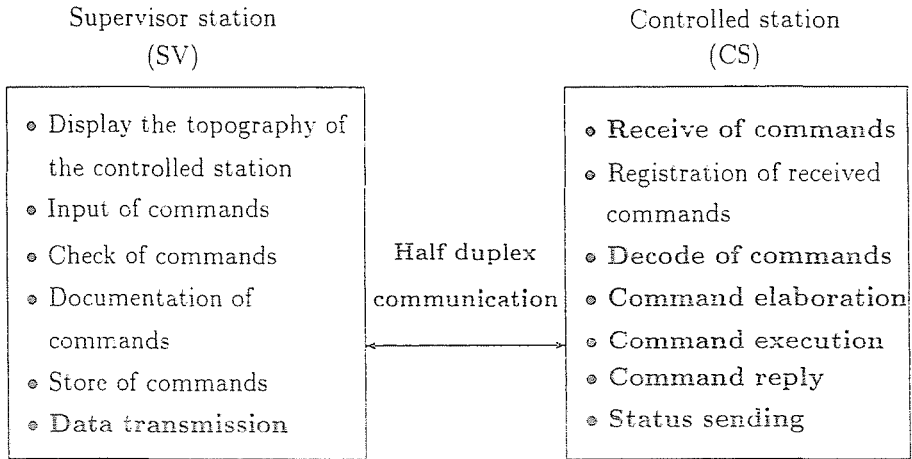 Supervisor station
(SV)
• Display the topography of
the controlled station
• Input of commands
• Check of commands
• Documentation of
commands
• Store of commands
• Data transmission
Half duplex
communication
Controlled station
(CS)
• Receive of commands
• Registration of received
commands
• Decode of commands
• Command elaboration
• Command execution
• Command reply
• Status sending